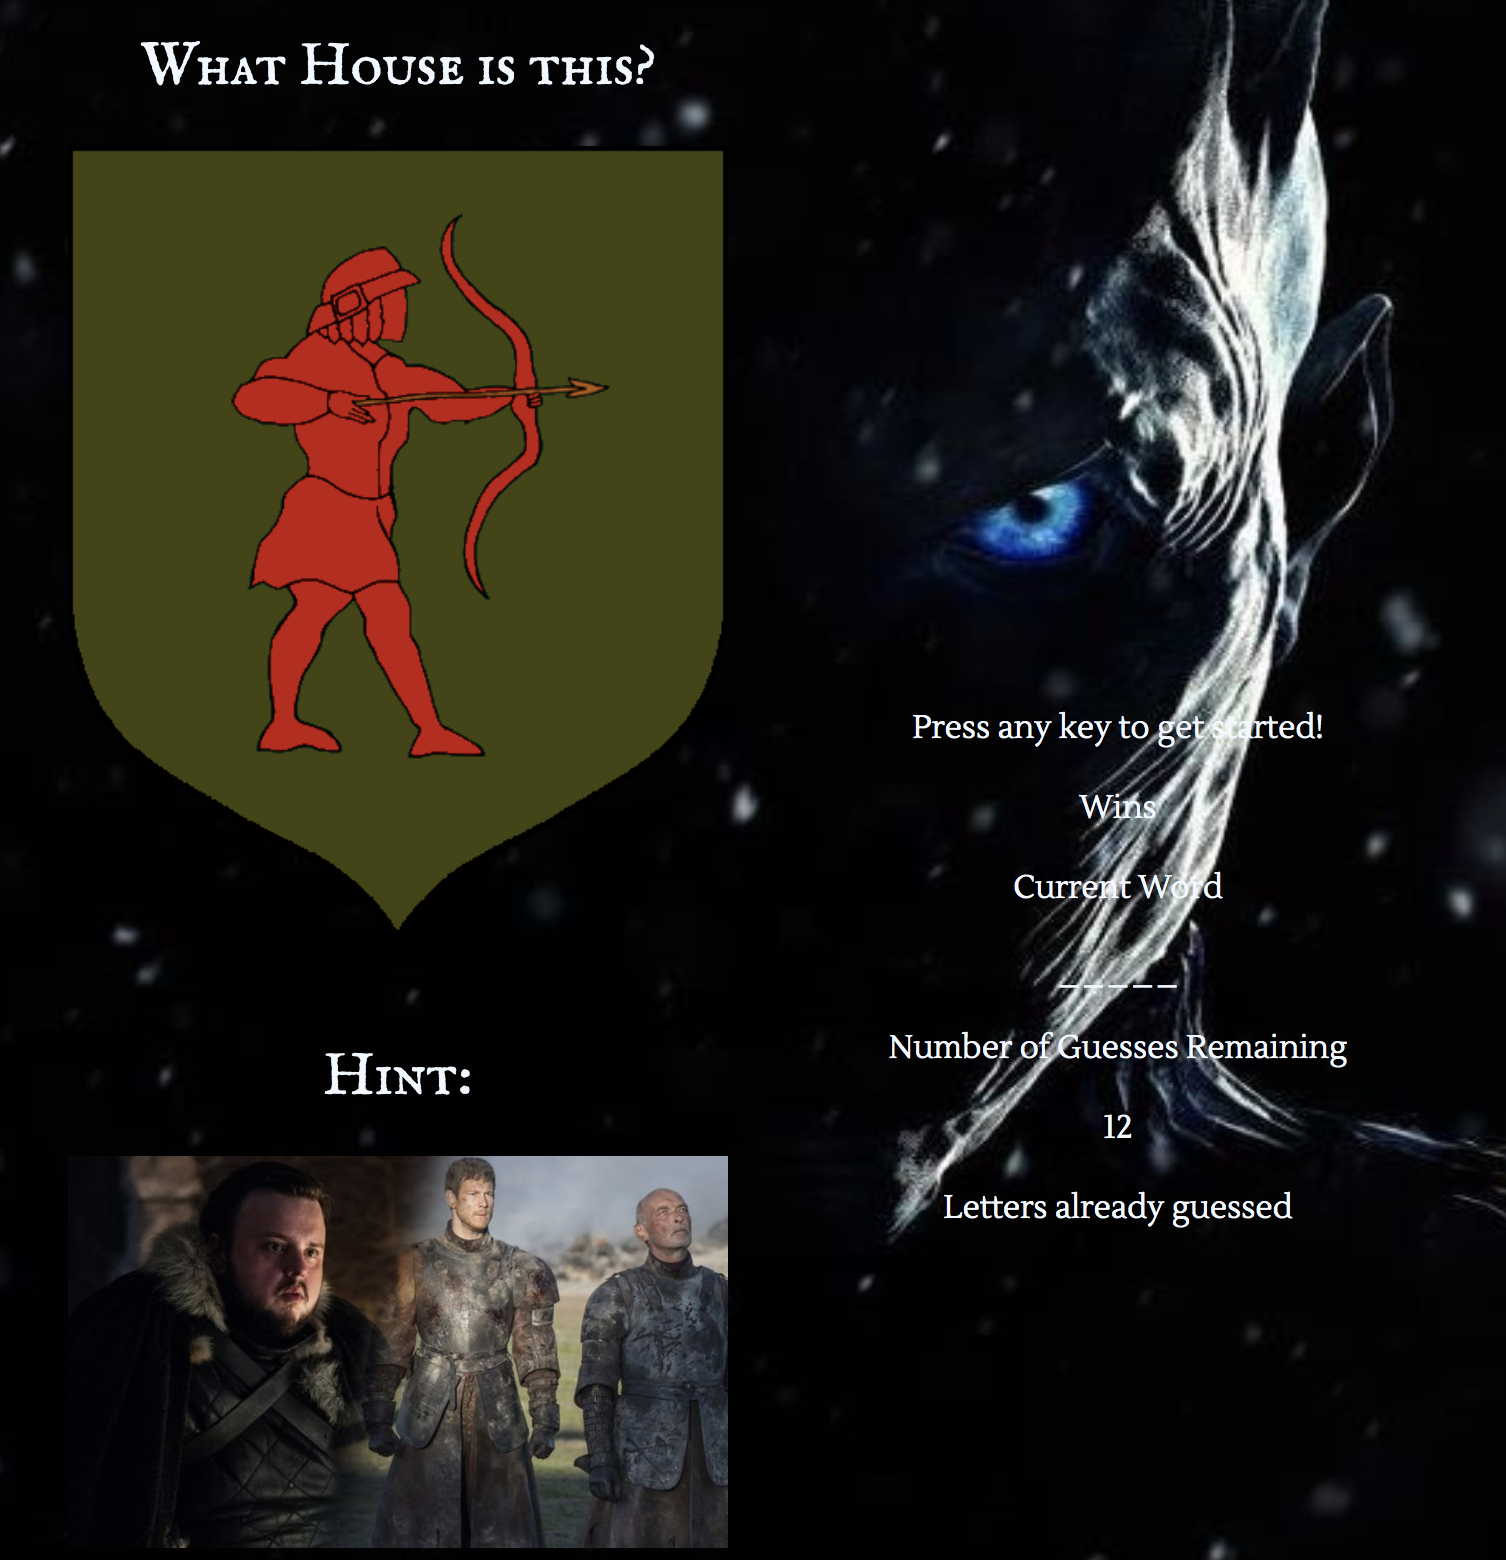 What House is this?
Hint:
Press any key to get started!
Wins
Current Word
_____
Number of Guesses Remaining
12
Letters already guessed